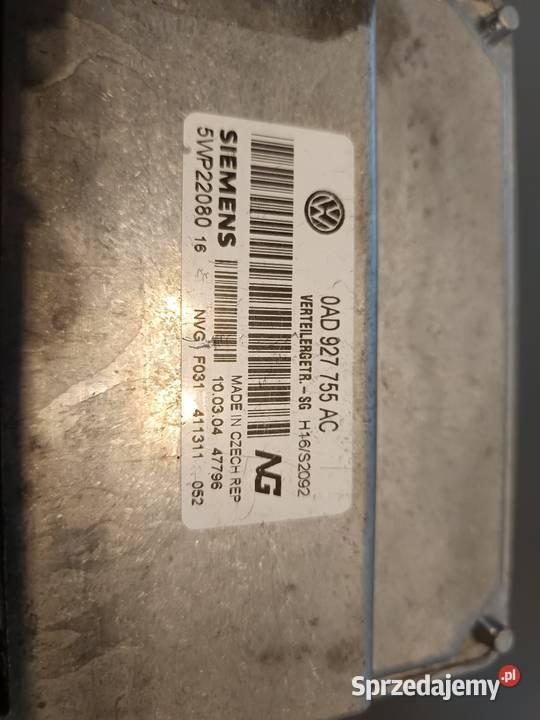 0AD 927 755 AC
VERTEILERGETR.-SG H16/S2092
NG
MADE IN CZECH REP
SIEMENS
10.03.04 47796
5WP22080 16 NVG F031 411311 052
Sprzedajemy.pl